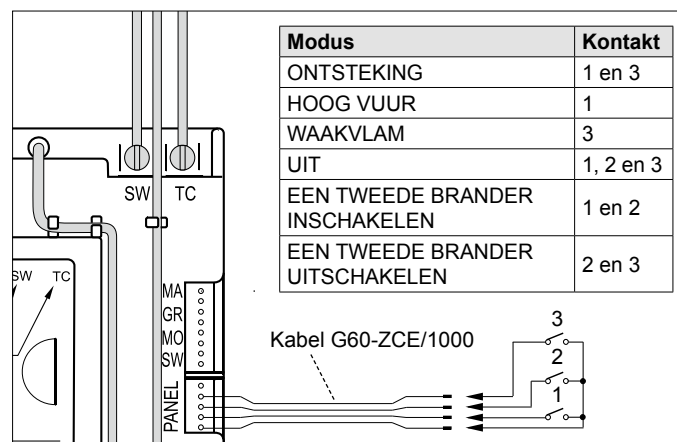 Modus Kontakt
ONTSTEKING 1 en 3
HOOG VUUR 1
WAAKVLAM 3
UIT 1, 2 en 3
EEN TWEEDE BRANDER
INSCHAKELEN 1 en 2
EEN TWEEDE BRANDER
UITSCHAKELEN 2 en 3
SW TC
SW TC
MA
GR
MO
SW
PANEL
Kabel G60-ZCE/1000
3
2
1